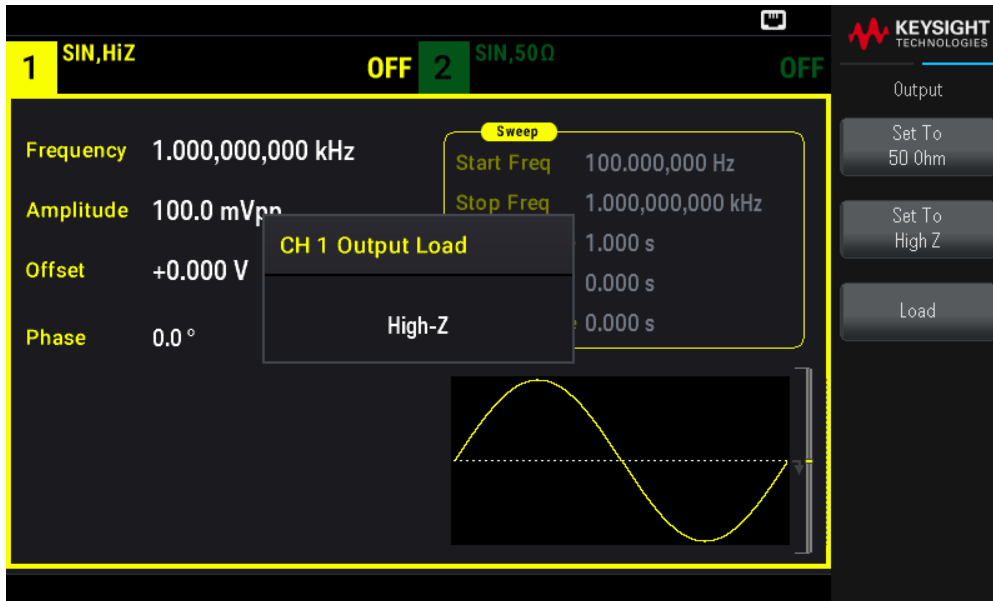 KEYSIGHT
TECHNOLOGIES
1 SIN,HiZ OFF
2 SIN,50Ω OFF
Frequency 1.000,000,000 kHz
Amplitude 100.0 mVpp
Offset +0.000 V
Phase 0.0 °
Sweep
Start Freq 100.000,000 Hz
Stop Freq 1.000,000,000 kHz
1.000 s
0.000 s
0.000 s
CH 1 Output Load
High-Z
Output
Set To
50 Ohm
Set To
High Z
Load